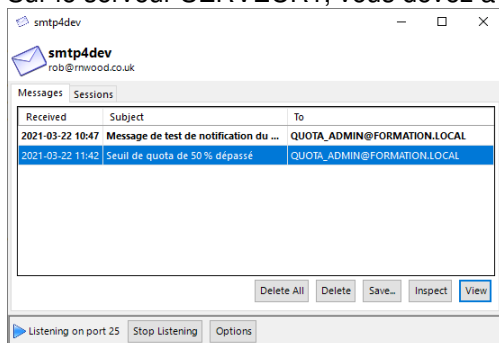 Sur le serveur SERVEUR1, vous devez a
smtp4dev
smtp4dev
rob@rnwood.co.uk
Messages Sessions
Received Subject To
2021-03-22 10:47 Message de test de notification du ... QUOTA_ADMIN@FORMATION.LOCAL
2021-03-22 11:42 Seuil de quota de 50 % dépassé QUOTA_ADMIN@FORMATION.LOCAL
Delete All Delete Save... Inspect View
Listening on port 25 Stop Listening Options